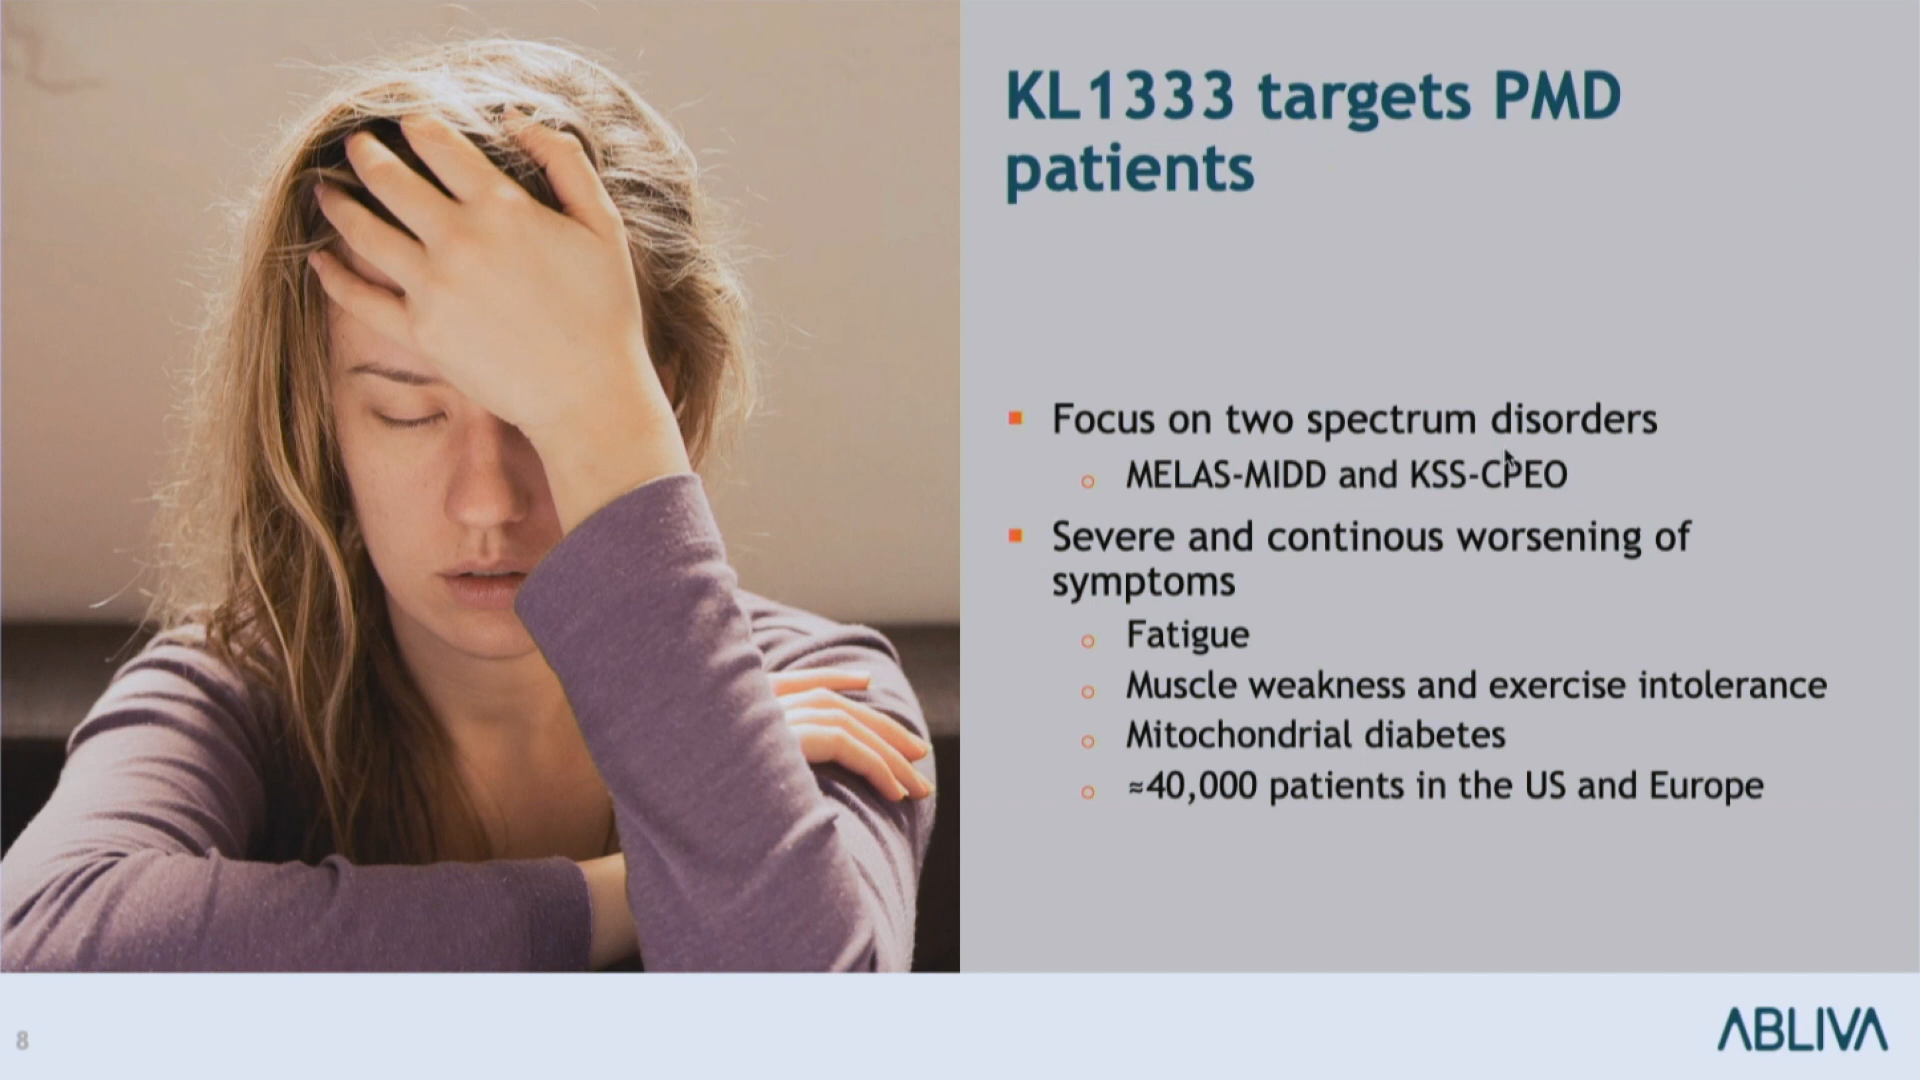 KL1333 targets PMD
patients
▪ Focus on two spectrum disorders
○ MELAS-MIDD and KSS-CPEO
▪ Severe and continous worsening of
symptoms
○ Fatigue
○ Muscle weakness and exercise intolerance
○ Mitochondrial diabetes
○ ≈40,000 patients in the US and Europe
8
ABLIVA